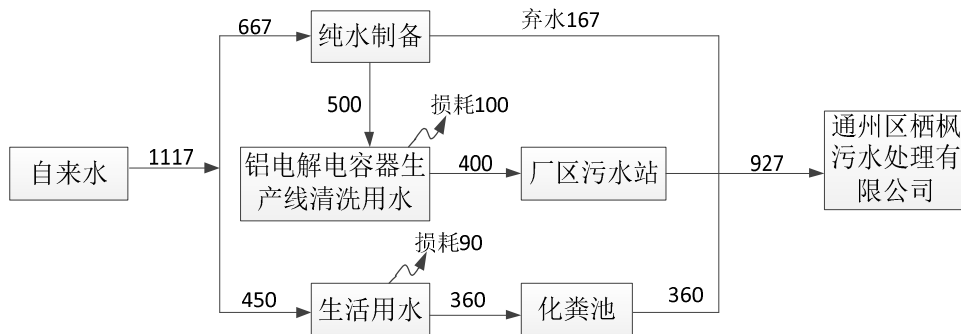 667
纯水制备
弃水167
500
损耗100
自来水
1117
铝电解电容器生
产线清洗用水
400
厂区污水站
927
通州区栖枫
污水处理有
限公司
损耗90
450
生活用水
360
化粪池
360